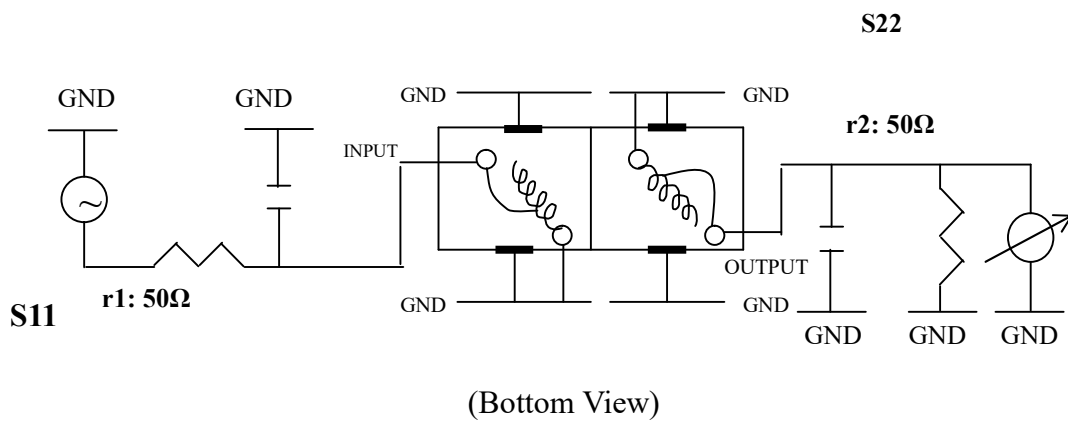 S22
GND
GND
GND
GND
r2: 50Ω
INPUT
OUTPUT
r1: 50Ω
S11
GND
GND
GND
GND
GND
(Bottom View)